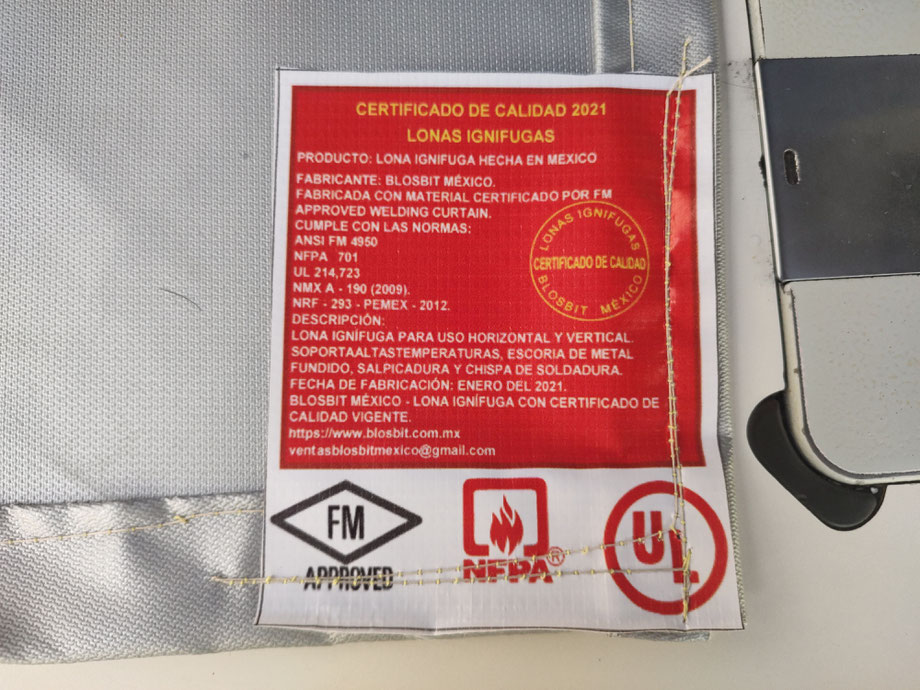 CERTIFICADO DE CALIDAD 2021
LONAS IGNIFUGAS
PRODUCTO: LONA IGNIFUGA HECHA EN MEXICO
FABRICANTE: BLOSBIT MÉXICO.
FABRICADA CON MATERIAL CERTIFICADO POR FM
APPROVED WELDING CURTAIN.
CUMPLE CON LAS NORMAS:
ANSI FM 4950
NFPA 701
UL 214,723
NMX A - 190 (2009).
NRF - 293 - PEMEX - 2012.
LONAS IGNIFUGAS
CERTIFICADO DE CALIDAD
BLOSBIT MÉXICO
DESCRIPCIÓN:
LONA IGNÍFUGA PARA USO HORIZONTAL Y VERTICAL.
SOPORTAALTASTEMPERATURAS, ESCORIA DE METAL
FUNDIDO, SALPICADURA Y CHISPA DE SOLDADURA.
FECHA DE FABRICACIÓN: ENERO DEL 2021.
BLOSBIT MÉXICO - LONA IGNÍFUGA CON CERTIFICADO DE
CALIDAD VIGENTE.
https://www.blosbit.com.mx
ventasblosbitmexico@gmail.com
FM
APPROVED
NFPA®
UL